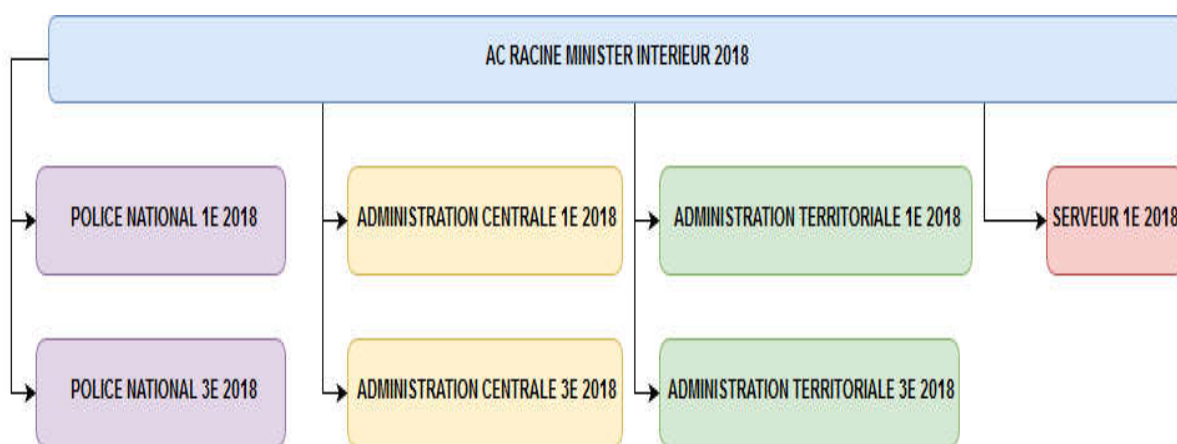 AC RACINE MINISTER INTERIEUR 2018
POLICE NATIONAL 1E 2018
ADMINISTRATION CENTRALE 1E 2018
ADMINISTRATION TERRITORIALE 1E 2018
SERVEUR 1E 2018
POLICE NATIONAL 3E 2018
ADMINISTRATION CENTRALE 3E 2018
ADMINISTRATION TERRITORIALE 3E 2018